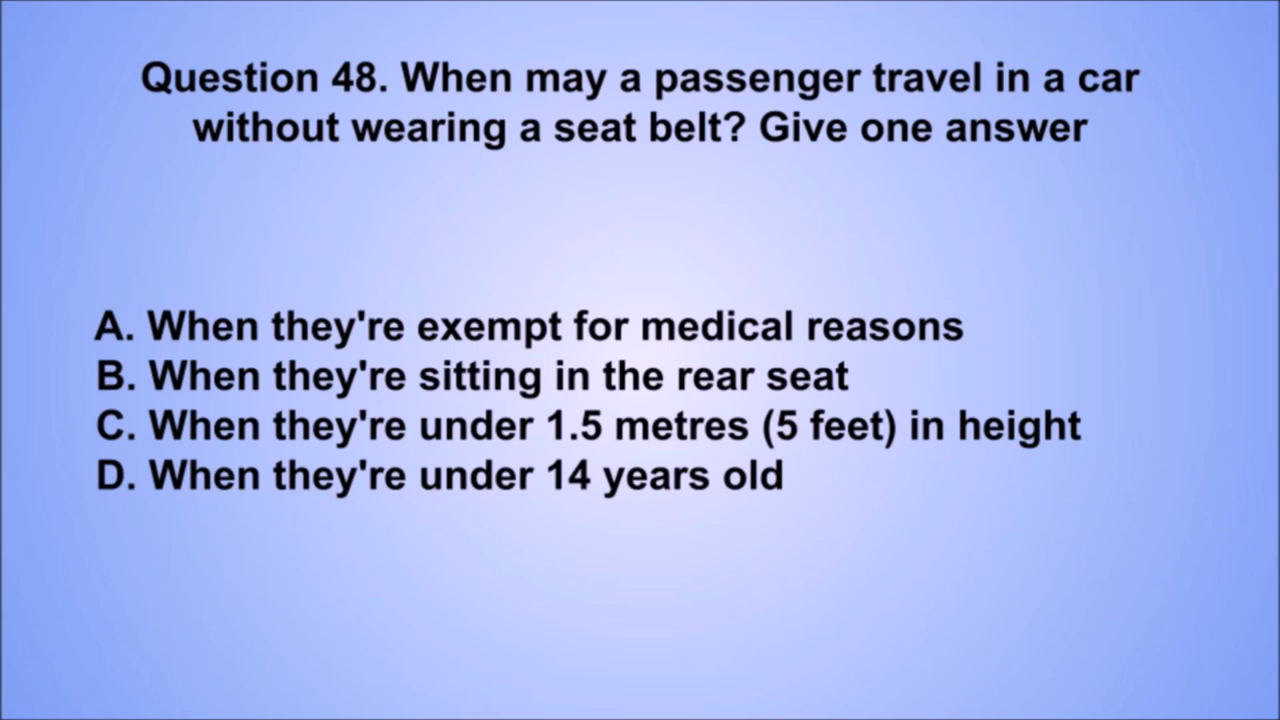 Question 48. When may a passenger travel in a car
without wearing a seat belt? Give one answer
A. When they're exempt for medical reasons
B. When they're sitting in the rear seat
C. When they're under 1.5 metres (5 feet) in height
D. When they're under 14 years old